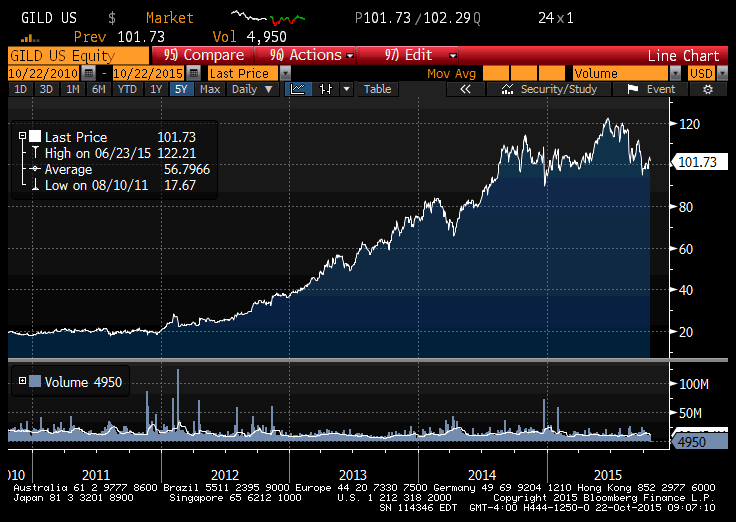 GILD US $ Market P101.73/102.29Q 24x1
Prev 101.73 Vol 4,950
GILD US Equity 95) Compare 96) Actions 97) Edit Line Chart
10/22/2010 - 10/22/2015 Last Price Mov Avg Volume USD
1D 3D 1M 6M YTD 1Y 5Y Max Daily ▼ Table « Security/Study Event
Last Price 101.73
High on 06/23/15 122.21
Average 56.7966
Low on 08/10/11 17.67
120
101.73
80
60
40
20
Volume 4950
100M
50M
4950
010 2011 2012 2013 2014 2015
Australia 61 2 9777 8600 Brazil 5511 2395 9000 Europe 44 20 7330 7500 Germany 49 69 9204 1210 Hong Kong 852 2977 6000
Japan 81 3 3201 8900 Singapore 65 6212 1000 U.S. 1 212 318 2000 Copyright 2015 Bloomberg Finance L.P.
SN 114346 EDT GMT-4:00 H444-1250-0 22-Oct-2015 09:07:10